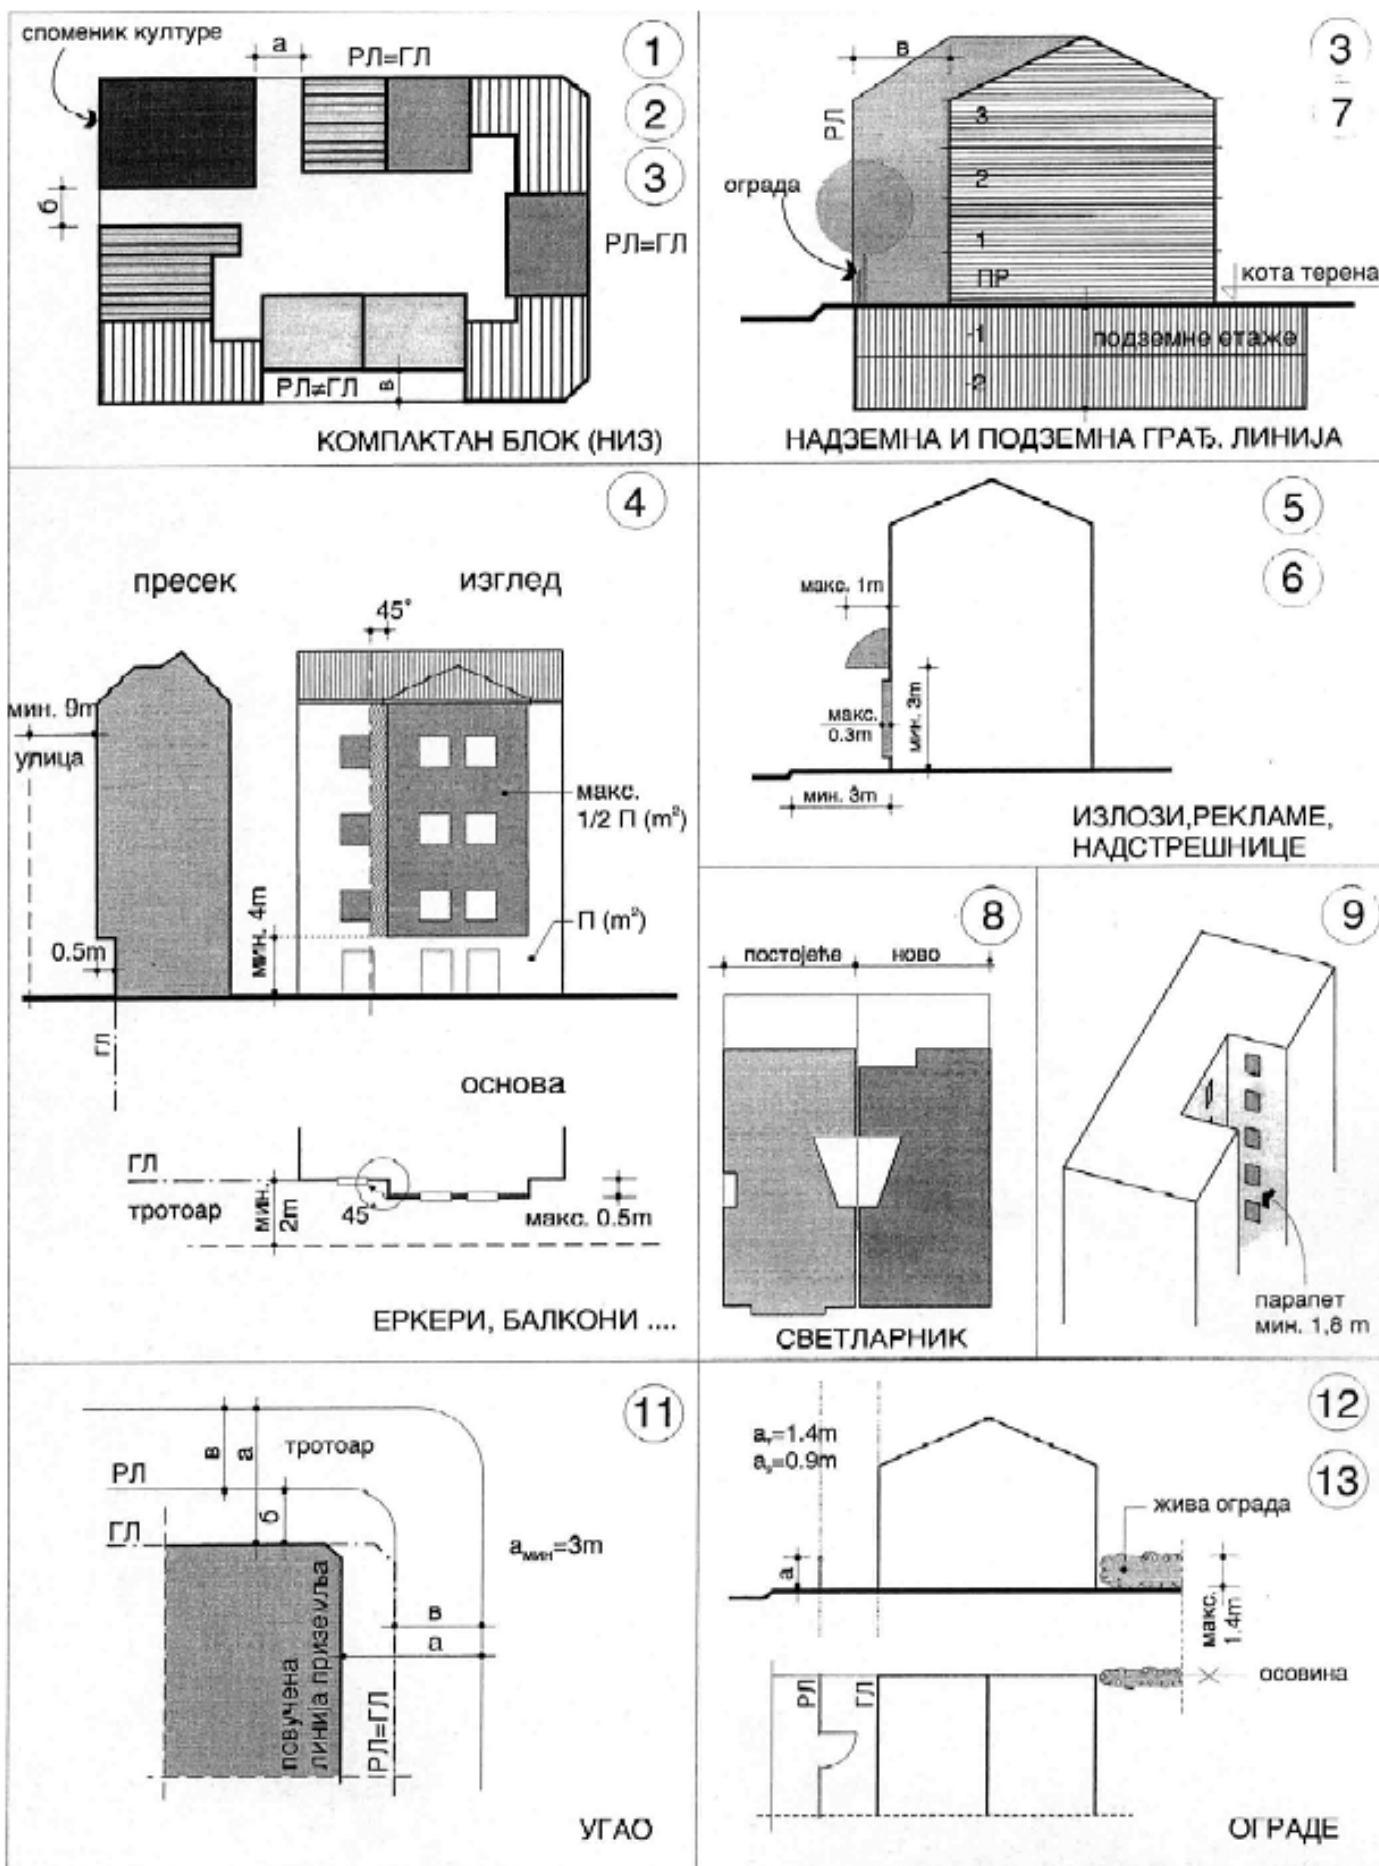 споменик културе
а
РЛ=ГЛ
1
2
3
б
РЛ=ГЛ
РЛ≠ГЛ
в
КОМПАКТАН БЛОК (НИЗ)
в
3
7
РЛ
3
2
1
ПР
ограда
кота терена
-1
подземне етаже
-2
НАДЗЕМНА И ПОДЗЕМНА ГРАЂ. ЛИНИЈА
4
пресек
изглед
45°
мин. 9m
улица
макс.
1/2 П (m²)
мин. 4m
П (m²)
0.5m
ГЛ
основа
ГЛ
тротоар
мин.
2m
45°
макс. 0.5m
ЕРКЕРИ, БАЛКОНИ ....
5
6
макс. 1m
макс.
0.3m
мин. 3m
мин. 3m
ИЗЛОЗИ,РЕКЛАМЕ,
НАДСТРЕШНИЦЕ
8
постојеће
ново
СВЕТЛАРНИК
9
парапет
мин. 1,8 m
11
в
а
тротоар
РЛ
б
ГЛ
aмин=3m
в
а
повучена
линија приземља
РЛ=ГЛ
УГАО
12
13
=1.4m
=0.9m
жива ограда
а
макс.
1.4m
РЛ
ГЛ
осовина
ОГРАДЕ